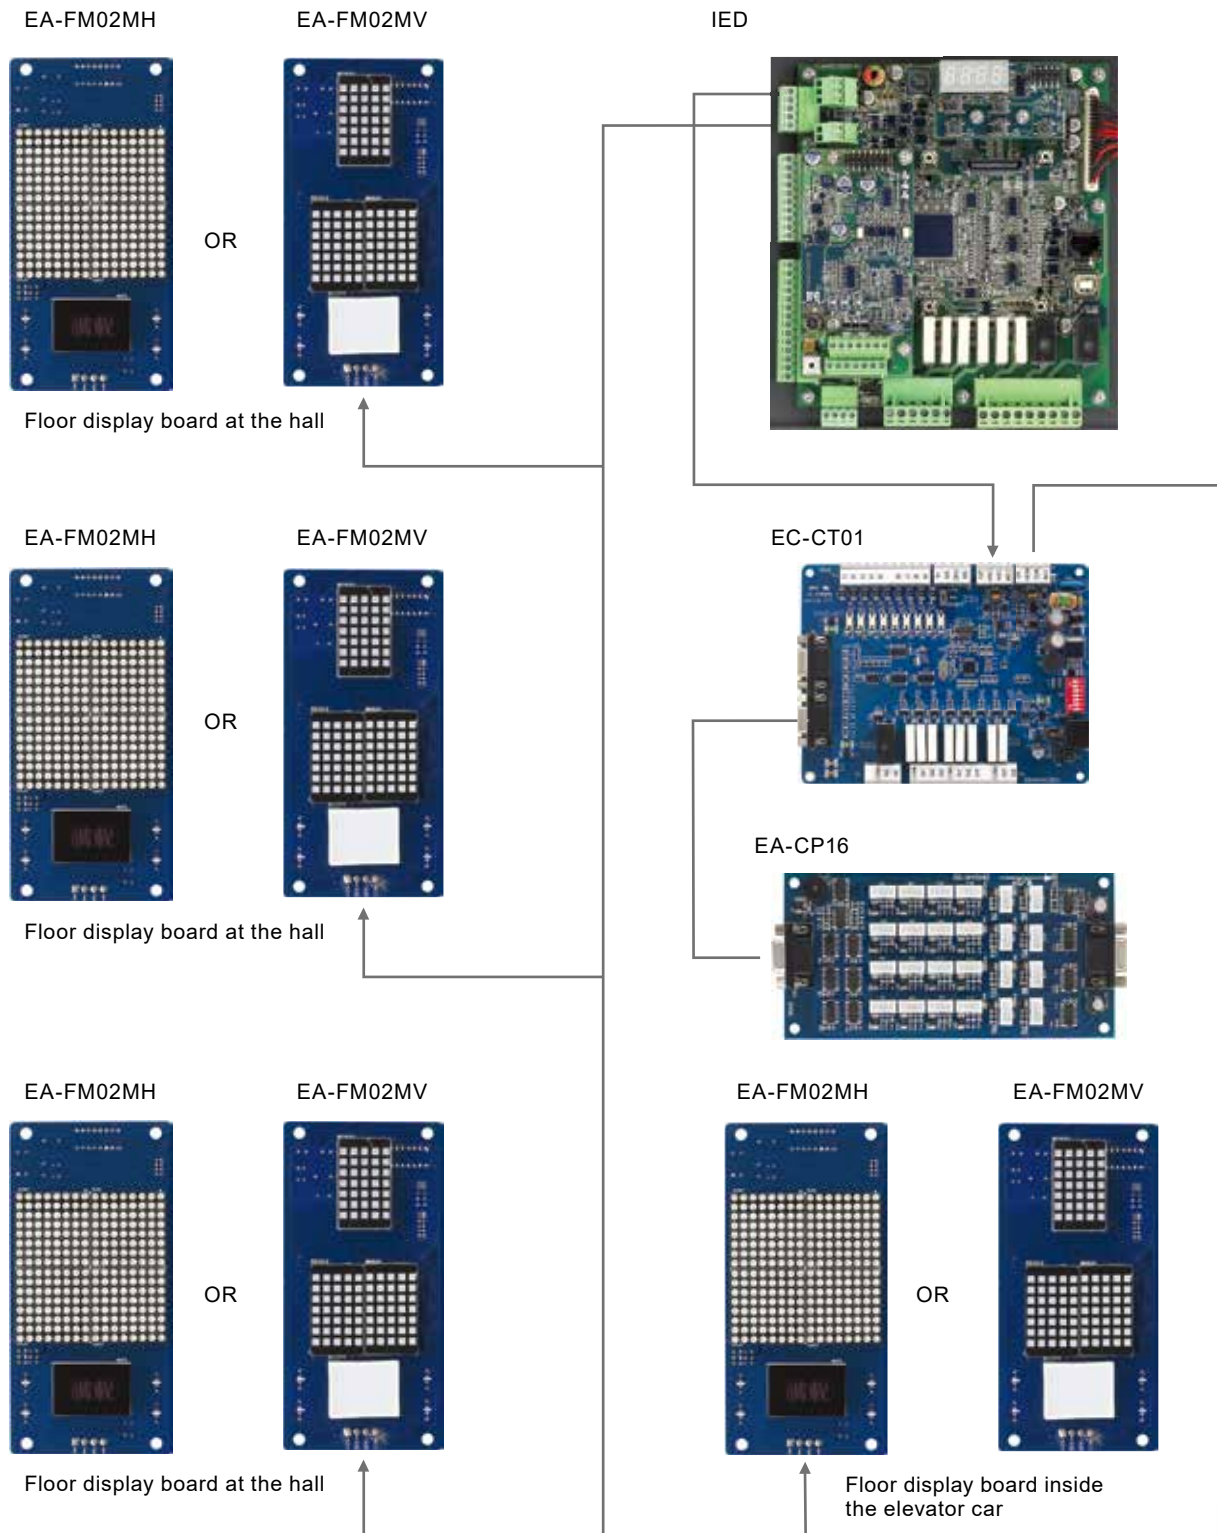 EA-FM02MH
EA-FM02MV
IED
OR
Floor display board at the hall
EA-FM02MH
EA-FM02MV
EC-CT01
OR
EA-CP16
Floor display board at the hall
EA-FM02MH
EA-FM02MV
EA-FM02MH
EA-FM02MV
OR
OR
Floor display board at the hall
Floor display board inside
the elevator car